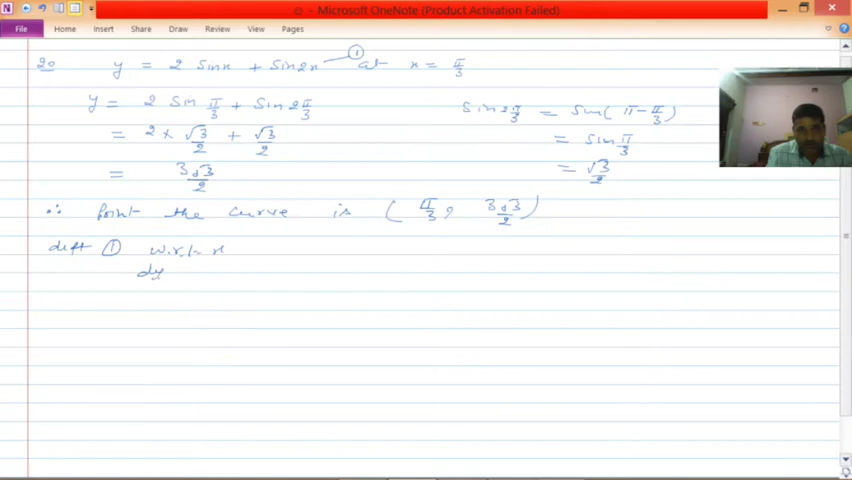 Microsoft OneNote (Product Activation Failed)
File Home Insert Share Draw Review View Pages
20 y = 2 sinx + sin2x ① at x = π/3
y = 2 sin π/3 + sin 2π/3
= 2 × √3/2 + √3/2
= 3√3/2
sin 2π/3 = sin(π - π/3)
= sin π/3
= √3/2
∴ Point the curve is (π/3, 3√3/2)
diff ① w.r.t x
dy